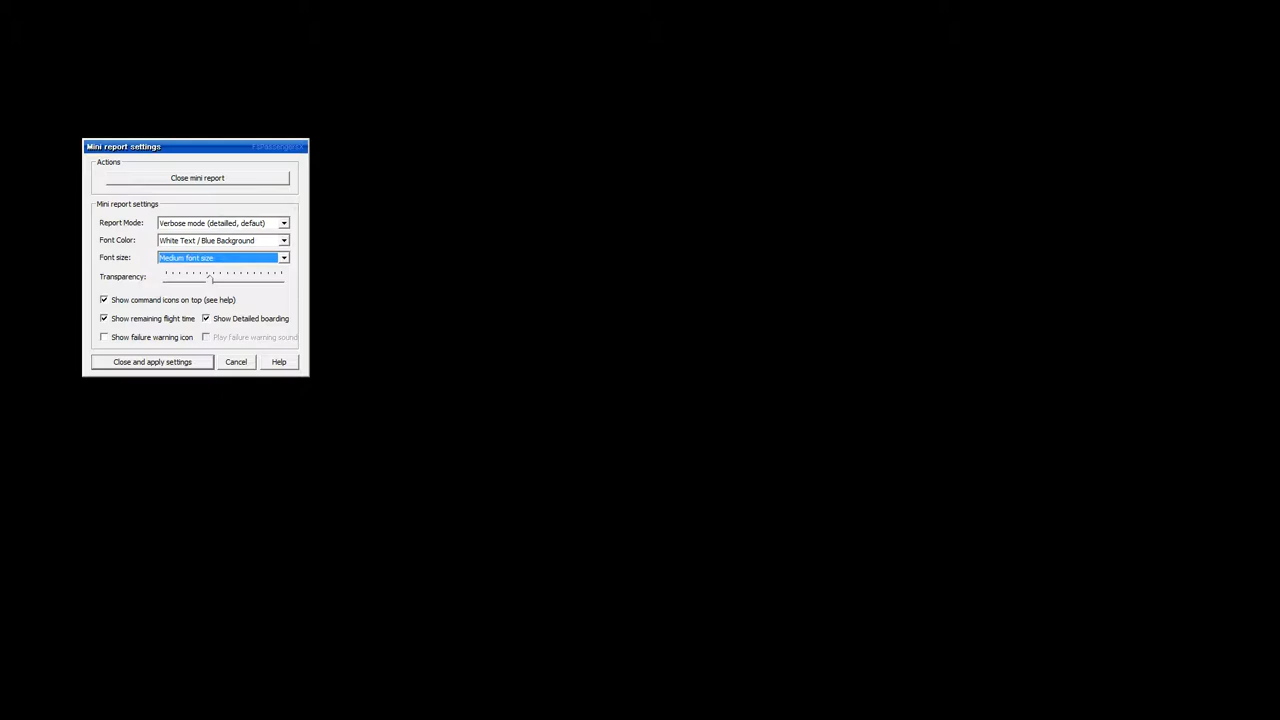 Mini report settings FsPassengersX
Actions
Close mini report
Mini report settings
Report Mode: Verbose mode (detailled, defaut)
Font Color: White Text / Blue Background
Font size: Medium font size
Transparency:
Show command icons on top (see help)
Show remaining flight time Show Detailed boarding
Show failure warning icon Play failure warning sound
Close and apply settings Cancel Help